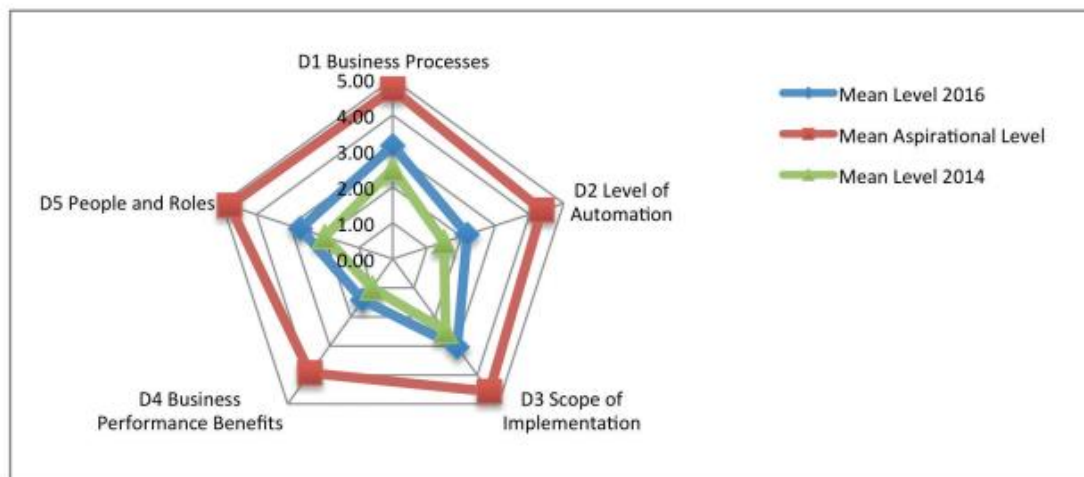 D1 Business Processes
5.00
4.00
3.00
2.00
1.00
0.00
D2 Level of
Automation
D3 Scope of
Implementation
D4 Business
Performance Benefits
D5 People and Roles
Mean Level 2016
Mean Aspirational Level
Mean Level 2014